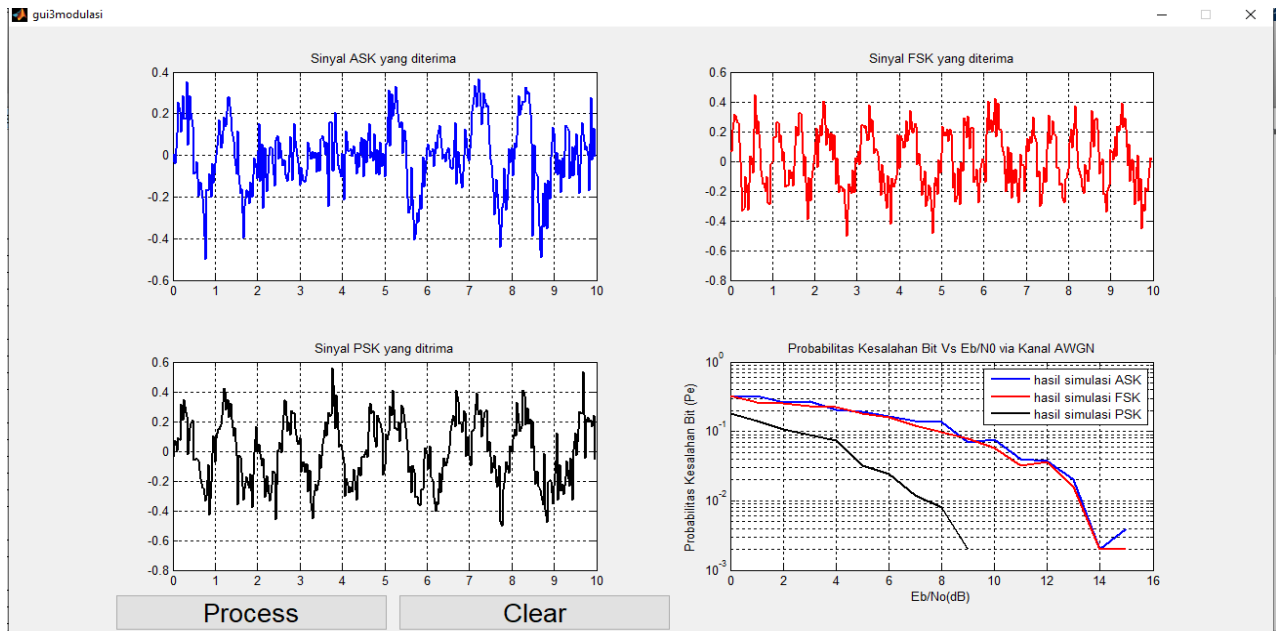 gui3modulasi
Sinyal ASK yang diterima
0.4
0.2
0
-0.2
-0.4
-0.6
0 1 2 3 4 5 6 7 8 9 10
Sinyal FSK yang diterima
0.6
0.4
0.2
0
-0.2
-0.4
-0.6
-0.8
0 1 2 3 4 5 6 7 8 9 10
Sinyal PSK yang ditrima
0.6
0.4
0.2
0
-0.2
-0.4
-0.6
-0.8
0 1 2 3 4 5 6 7 8 9 10
Probabilitas Kesalahan Bit Vs Eb/N0 via Kanal AWGN
Probabilitas Kesalahan Bit (Pe)
10^0
10^-1
10^-2
10^-3
hasil simulasi ASK
hasil simulasi FSK
hasil simulasi PSK
0 2 4 6 8 10 12 14 16
Eb/No(dB)
Process
Clear